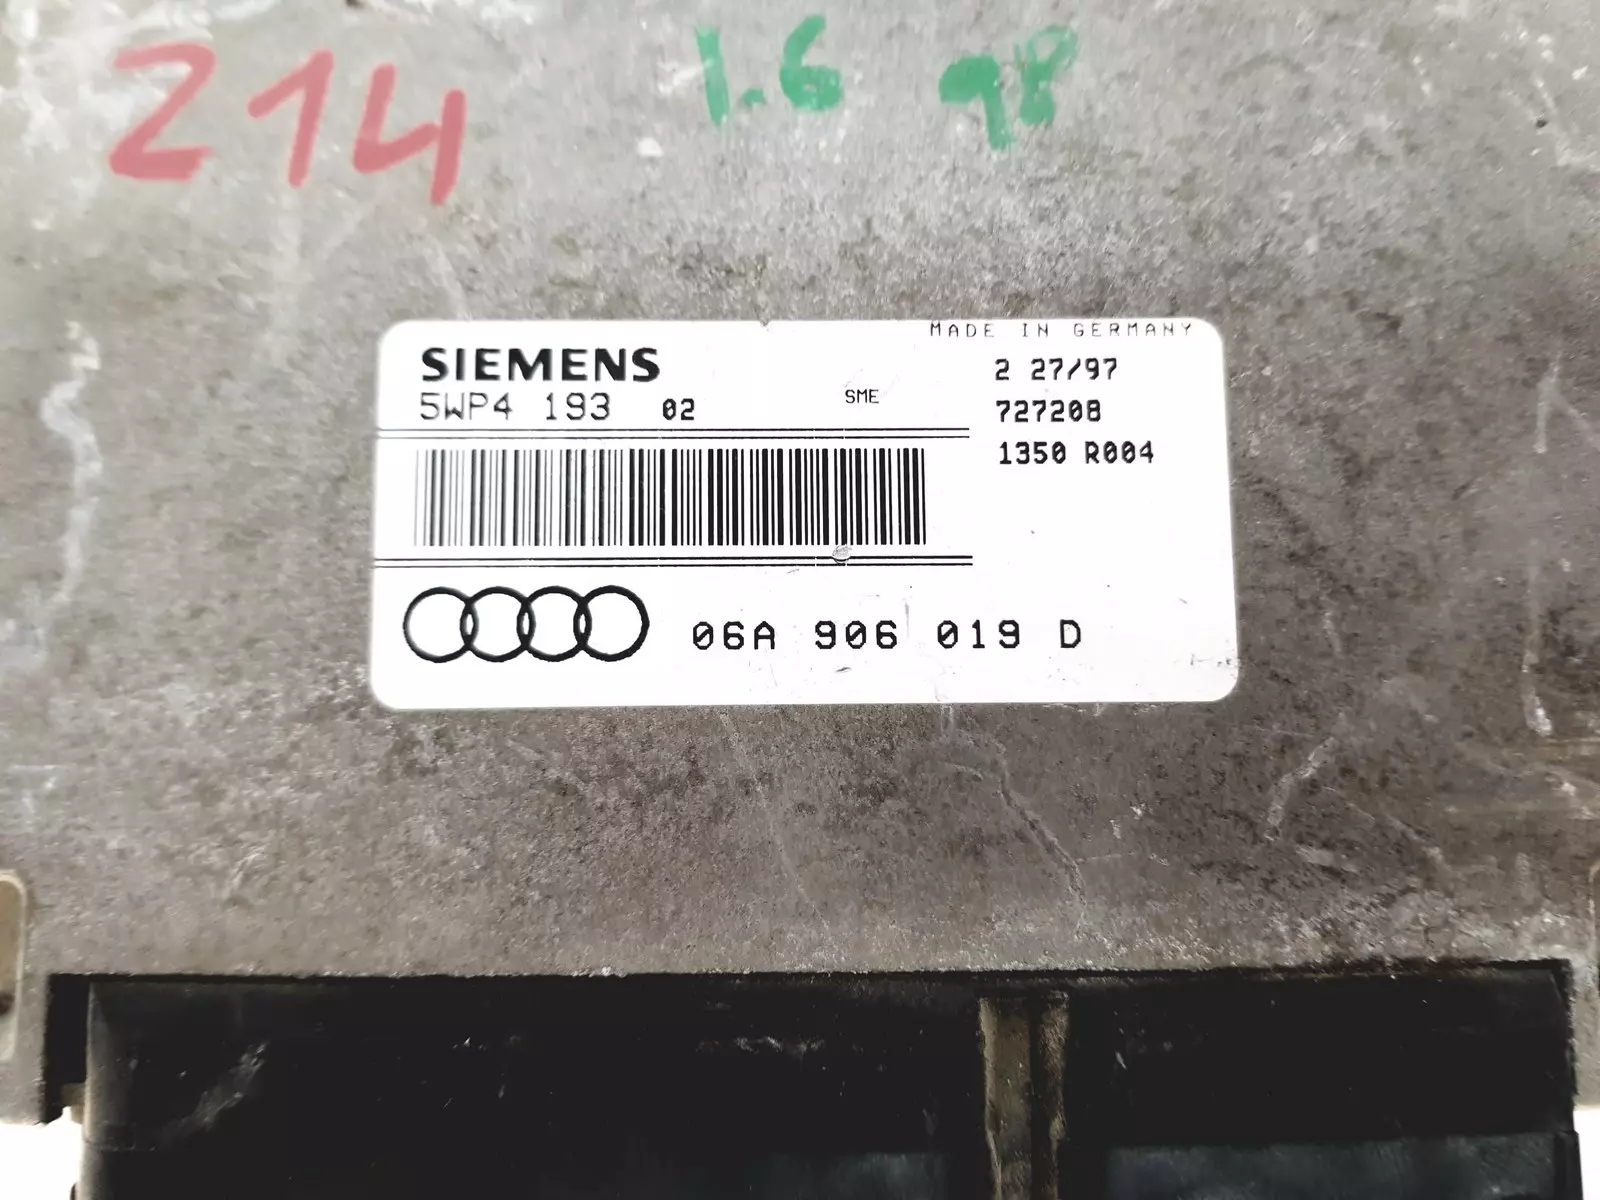 214
1.6 98
MADE IN GERMANY
SIEMENS
2 27/97
5WP4 193 02
SME
727208
1350 R004
06A 906 019 D